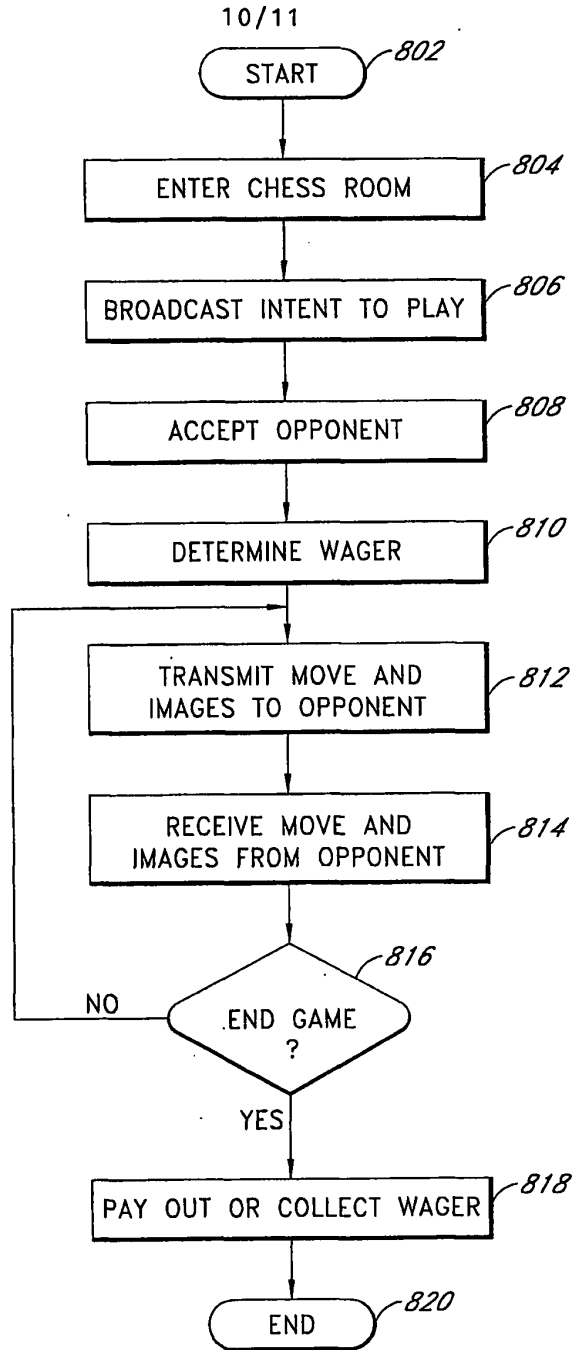 10/11
START
802
ENTER CHESS ROOM
804
BROADCAST INTENT TO PLAY
806
ACCEPT OPPONENT
808
DETERMINE WAGER
810
TRANSMIT MOVE AND
IMAGES TO OPPONENT
812
RECEIVE MOVE AND
IMAGES FROM OPPONENT
814
816
END GAME
?
NO
YES
818
PAY OUT OR COLLECT WAGER
820
END